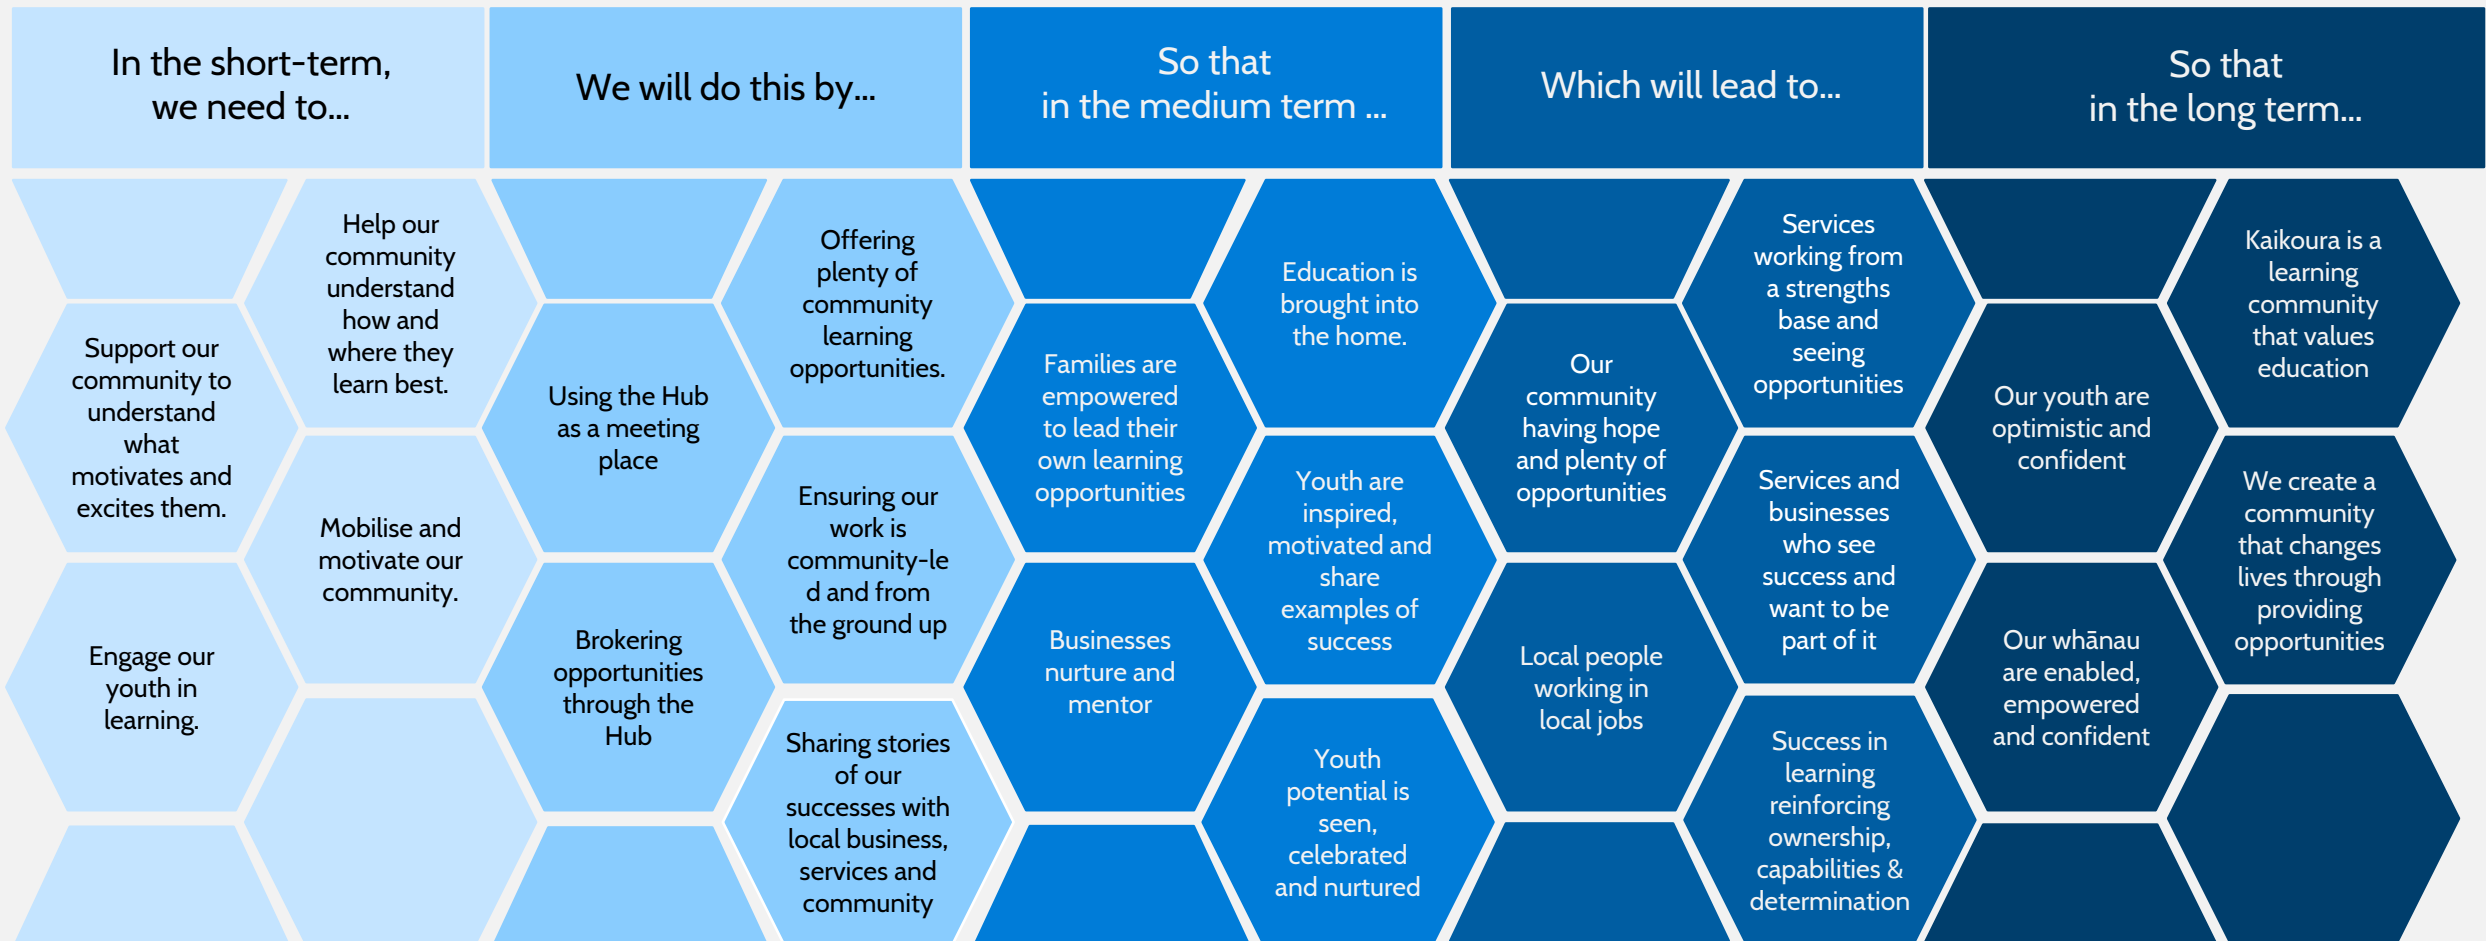 In the short-term,
we need to...
We will do this by...
So that
in the medium term ...
Which will lead to...
So that
in the long term...
Support our
community to
understand
what
motivates and
excites them.
Engage our
youth in
learning.
Help our
community
understand
how and
where they
learn best.
Mobilise and
motivate our
community.
Using the Hub
as a meeting
place
Brokering
opportunities
through the
Hub
Offering
plenty of
community
learning
opportunities.
Ensuring our
work is
community-le
d and from
the ground up
Sharing stories
of our
successes with
local business,
services and
community
Families are
empowered
to lead their
own learning
opportunities
Businesses
nurture and
mentor
Education is
brought into
the home.
Youth are
inspired,
motivated and
share
examples of
success
Youth
potential is
seen,
celebrated
and nurtured
Our
community
having hope
and plenty of
opportunities
Local people
working in
local jobs
Services
working from
a strengths
base and
seeing
opportunities
Services and
businesses
who see
success and
want to be
part of it
Success in
learning
reinforcing
ownership,
capabilities &
determination
Our youth are
optimistic and
confident
Our whānau
are enabled,
empowered
and confident
Kaikoura is a
learning
community
that values
education
We create a
community
that changes
lives through
providing
opportunities